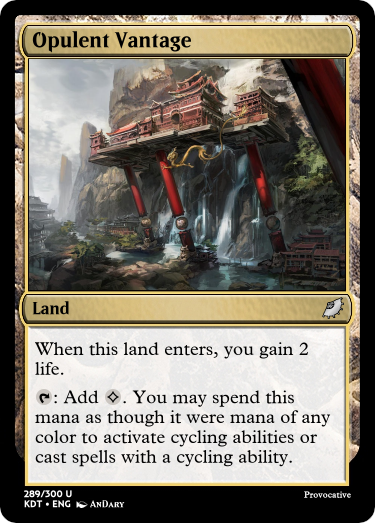 Opulent Vantage
Land
When this land enters, you gain 2
life.
: Add . You may spend this
mana as though it were mana of any
color to activate cycling abilities or
cast spells with a cycling ability.
289/300 U
KDT • ENG AnDary
Provocative